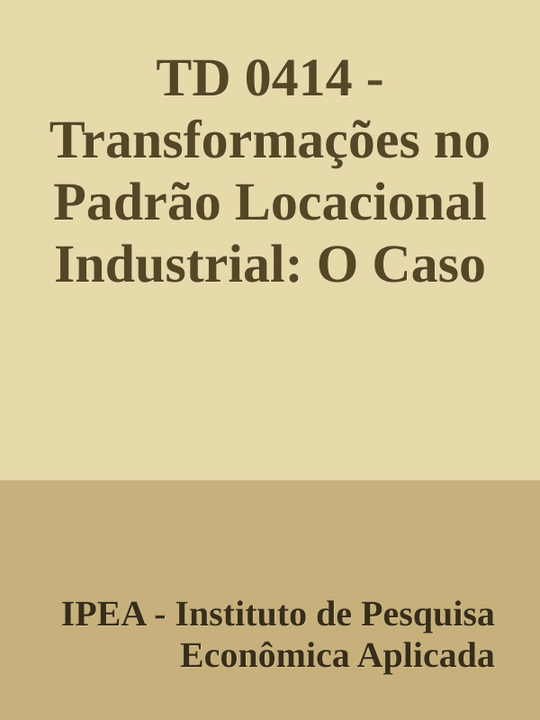 TD 0414 -
Transformações no
Padrão Locacional
Industrial: O Caso
IPEA - Instituto de Pesquisa
Econômica Aplicada